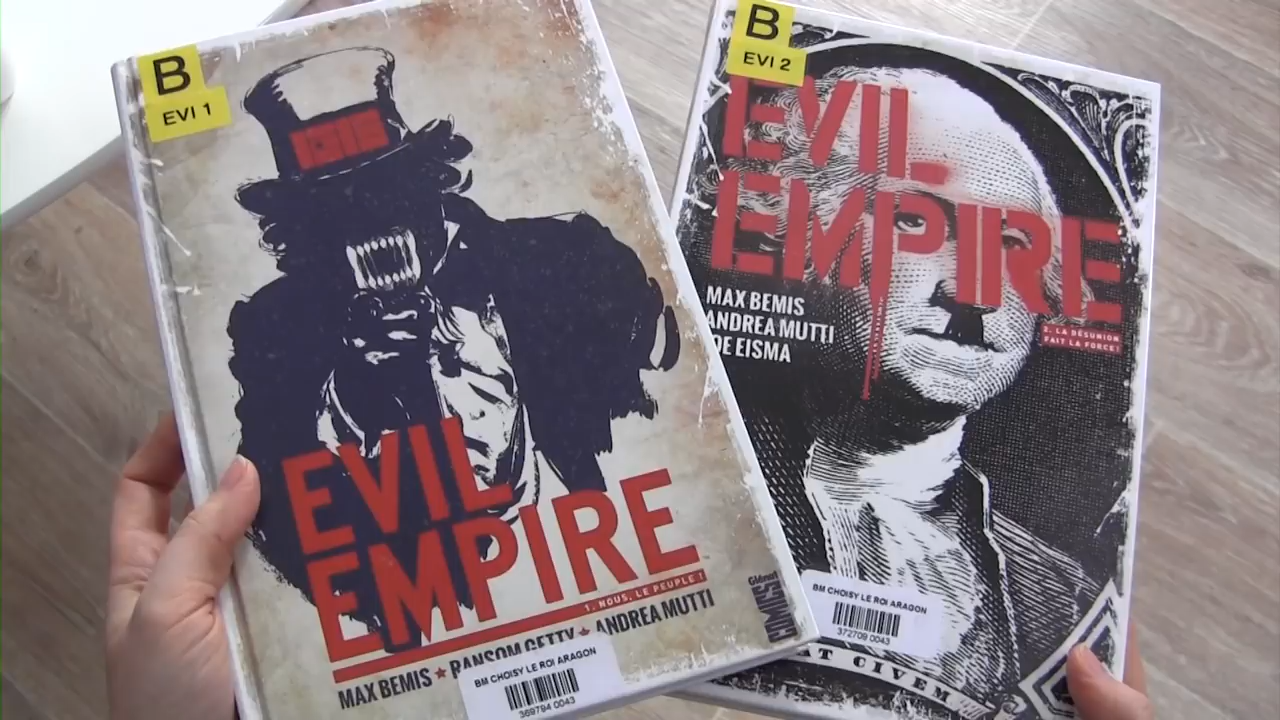 B
EVI 1
EVIL
EMPIRE
1. NOUS, LE PEUPLE !
MAX BEMIS ★ RANSOM GETTY ★ ANDREA MUTTI
Glénat
COMICS
BM CHOISY LE ROI ARAGON
369794 0043
B
EVI 2
EVIL
EMPIRE
MAX BEMIS
ANDREA MUTTI
JOE EISMA
2. LA DÉSUNION
FAIT LA FORCE !
BM CHOISY LE ROI ARAGON
372709 0043
AT CIVEM